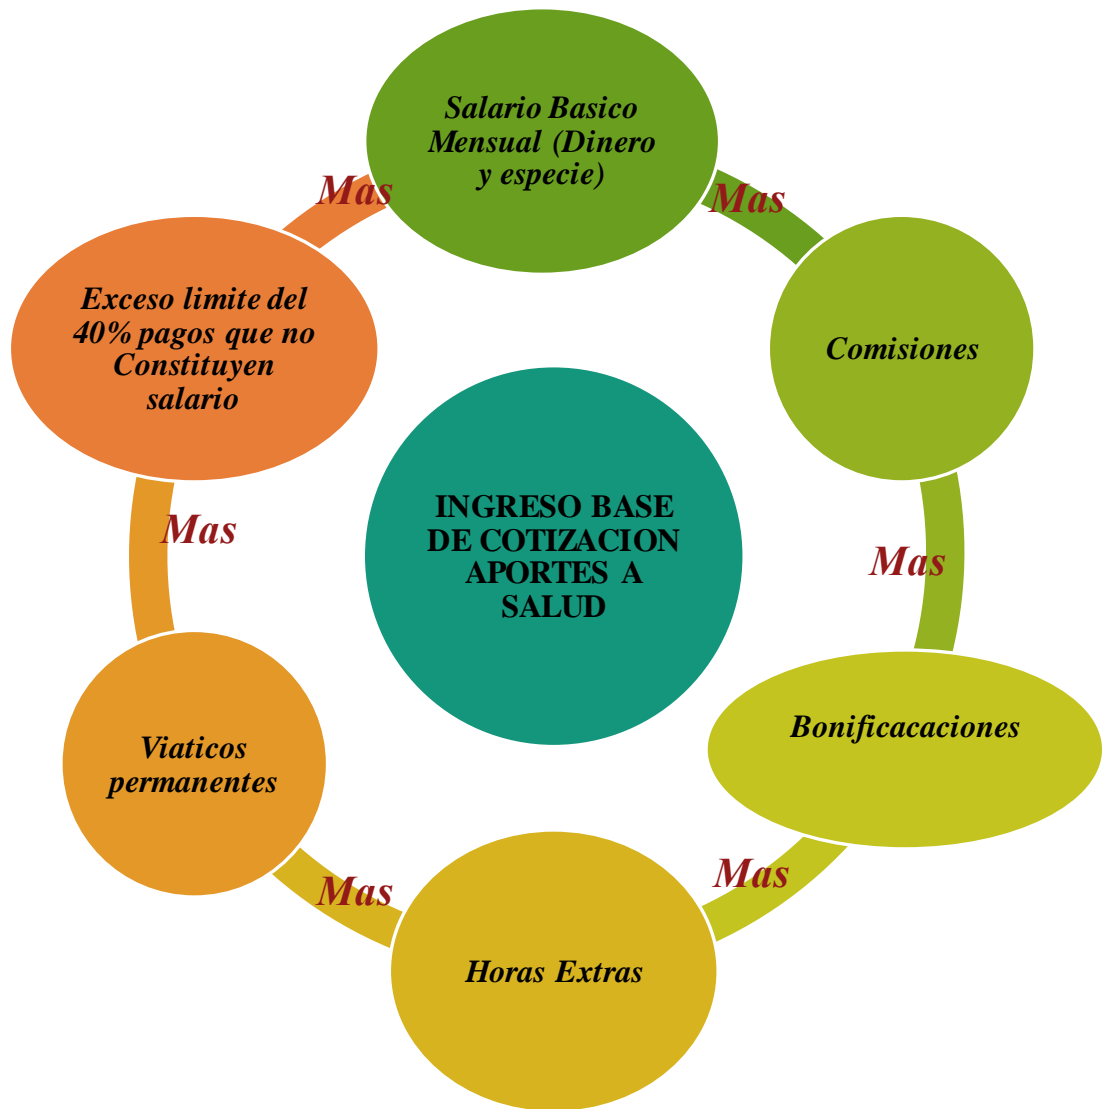 Salario Basico
Mensual (Dinero
y especie)
Mas
Comisiones
Mas
Bonificacaciones
Mas
Horas Extras
Mas
Viaticos
permanentes
Mas
Exceso limite del
40% pagos que no
Constituyen
salario
Mas
INGRESO BASE
DE COTIZACION
APORTES A
SALUD